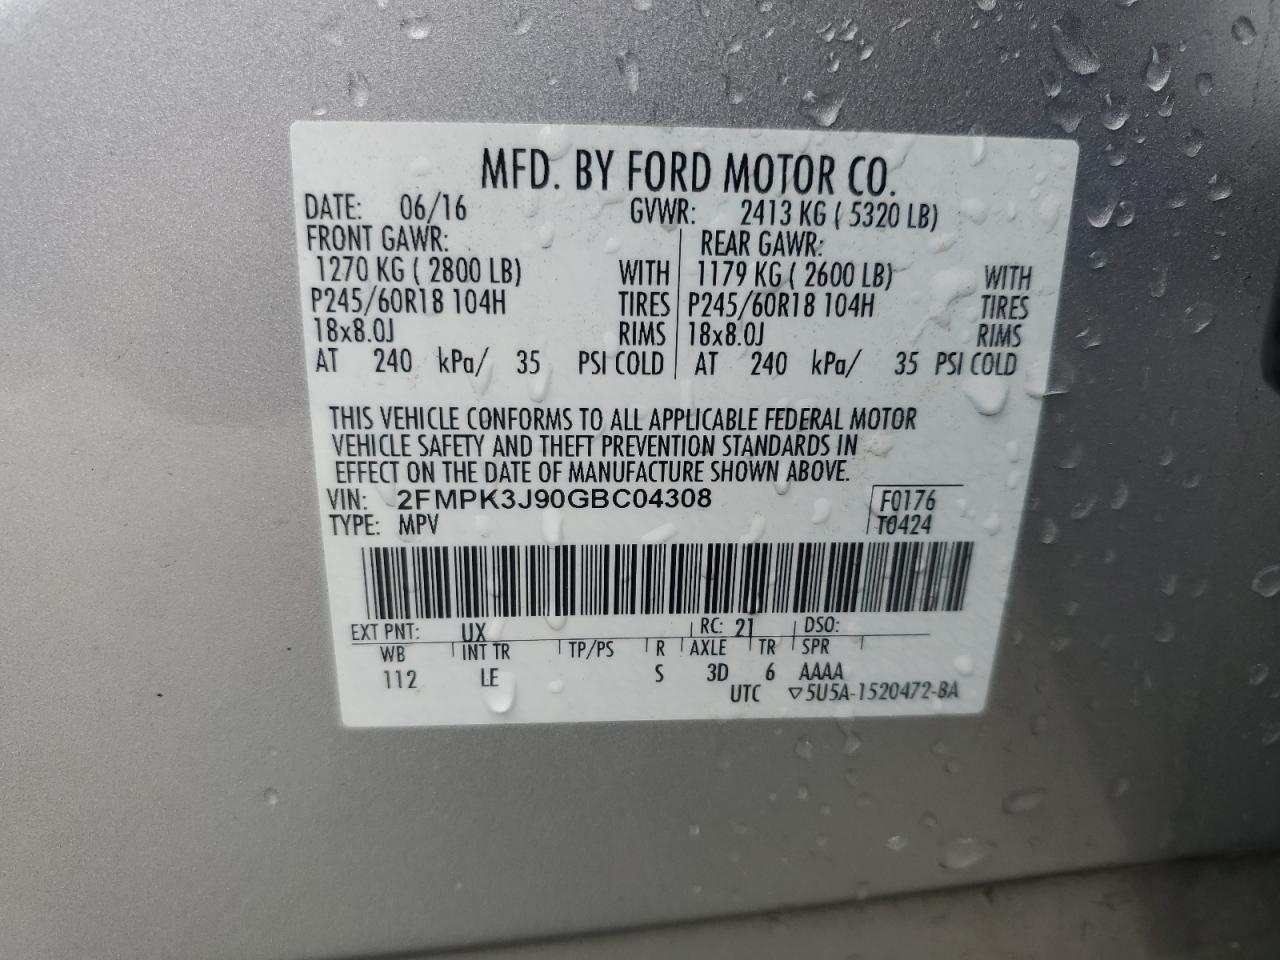 MFD. BY FORD MOTOR CO.
DATE: 06/16 GVWR: 2413 KG ( 5320 LB)
FRONT GAWR: REAR GAWR:
1270 KG ( 2800 LB) WITH 1179 KG ( 2600 LB) WITH
P245/60R18 104H TIRES P245/60R18 104H TIRES
18x8.0J RIMS 18x8.0J RIMS
AT 240 kPa/ 35 PSI COLD AT 240 kPa/ 35 PSI COLD
THIS VEHICLE CONFORMS TO ALL APPLICABLE FEDERAL MOTOR
VEHICLE SAFETY AND THEFT PREVENTION STANDARDS IN
EFFECT ON THE DATE OF MANUFACTURE SHOWN ABOVE.
VIN: 2FMPK3J90GBC04308 F0176
TYPE: MPV T0424
EXT PNT: UX RC: 21 DSO:
WB INT TR TP/PS R AXLE TR SPR
112 LE S 3D 6 AAAA
UTC ▽5U5A-1520472-BA